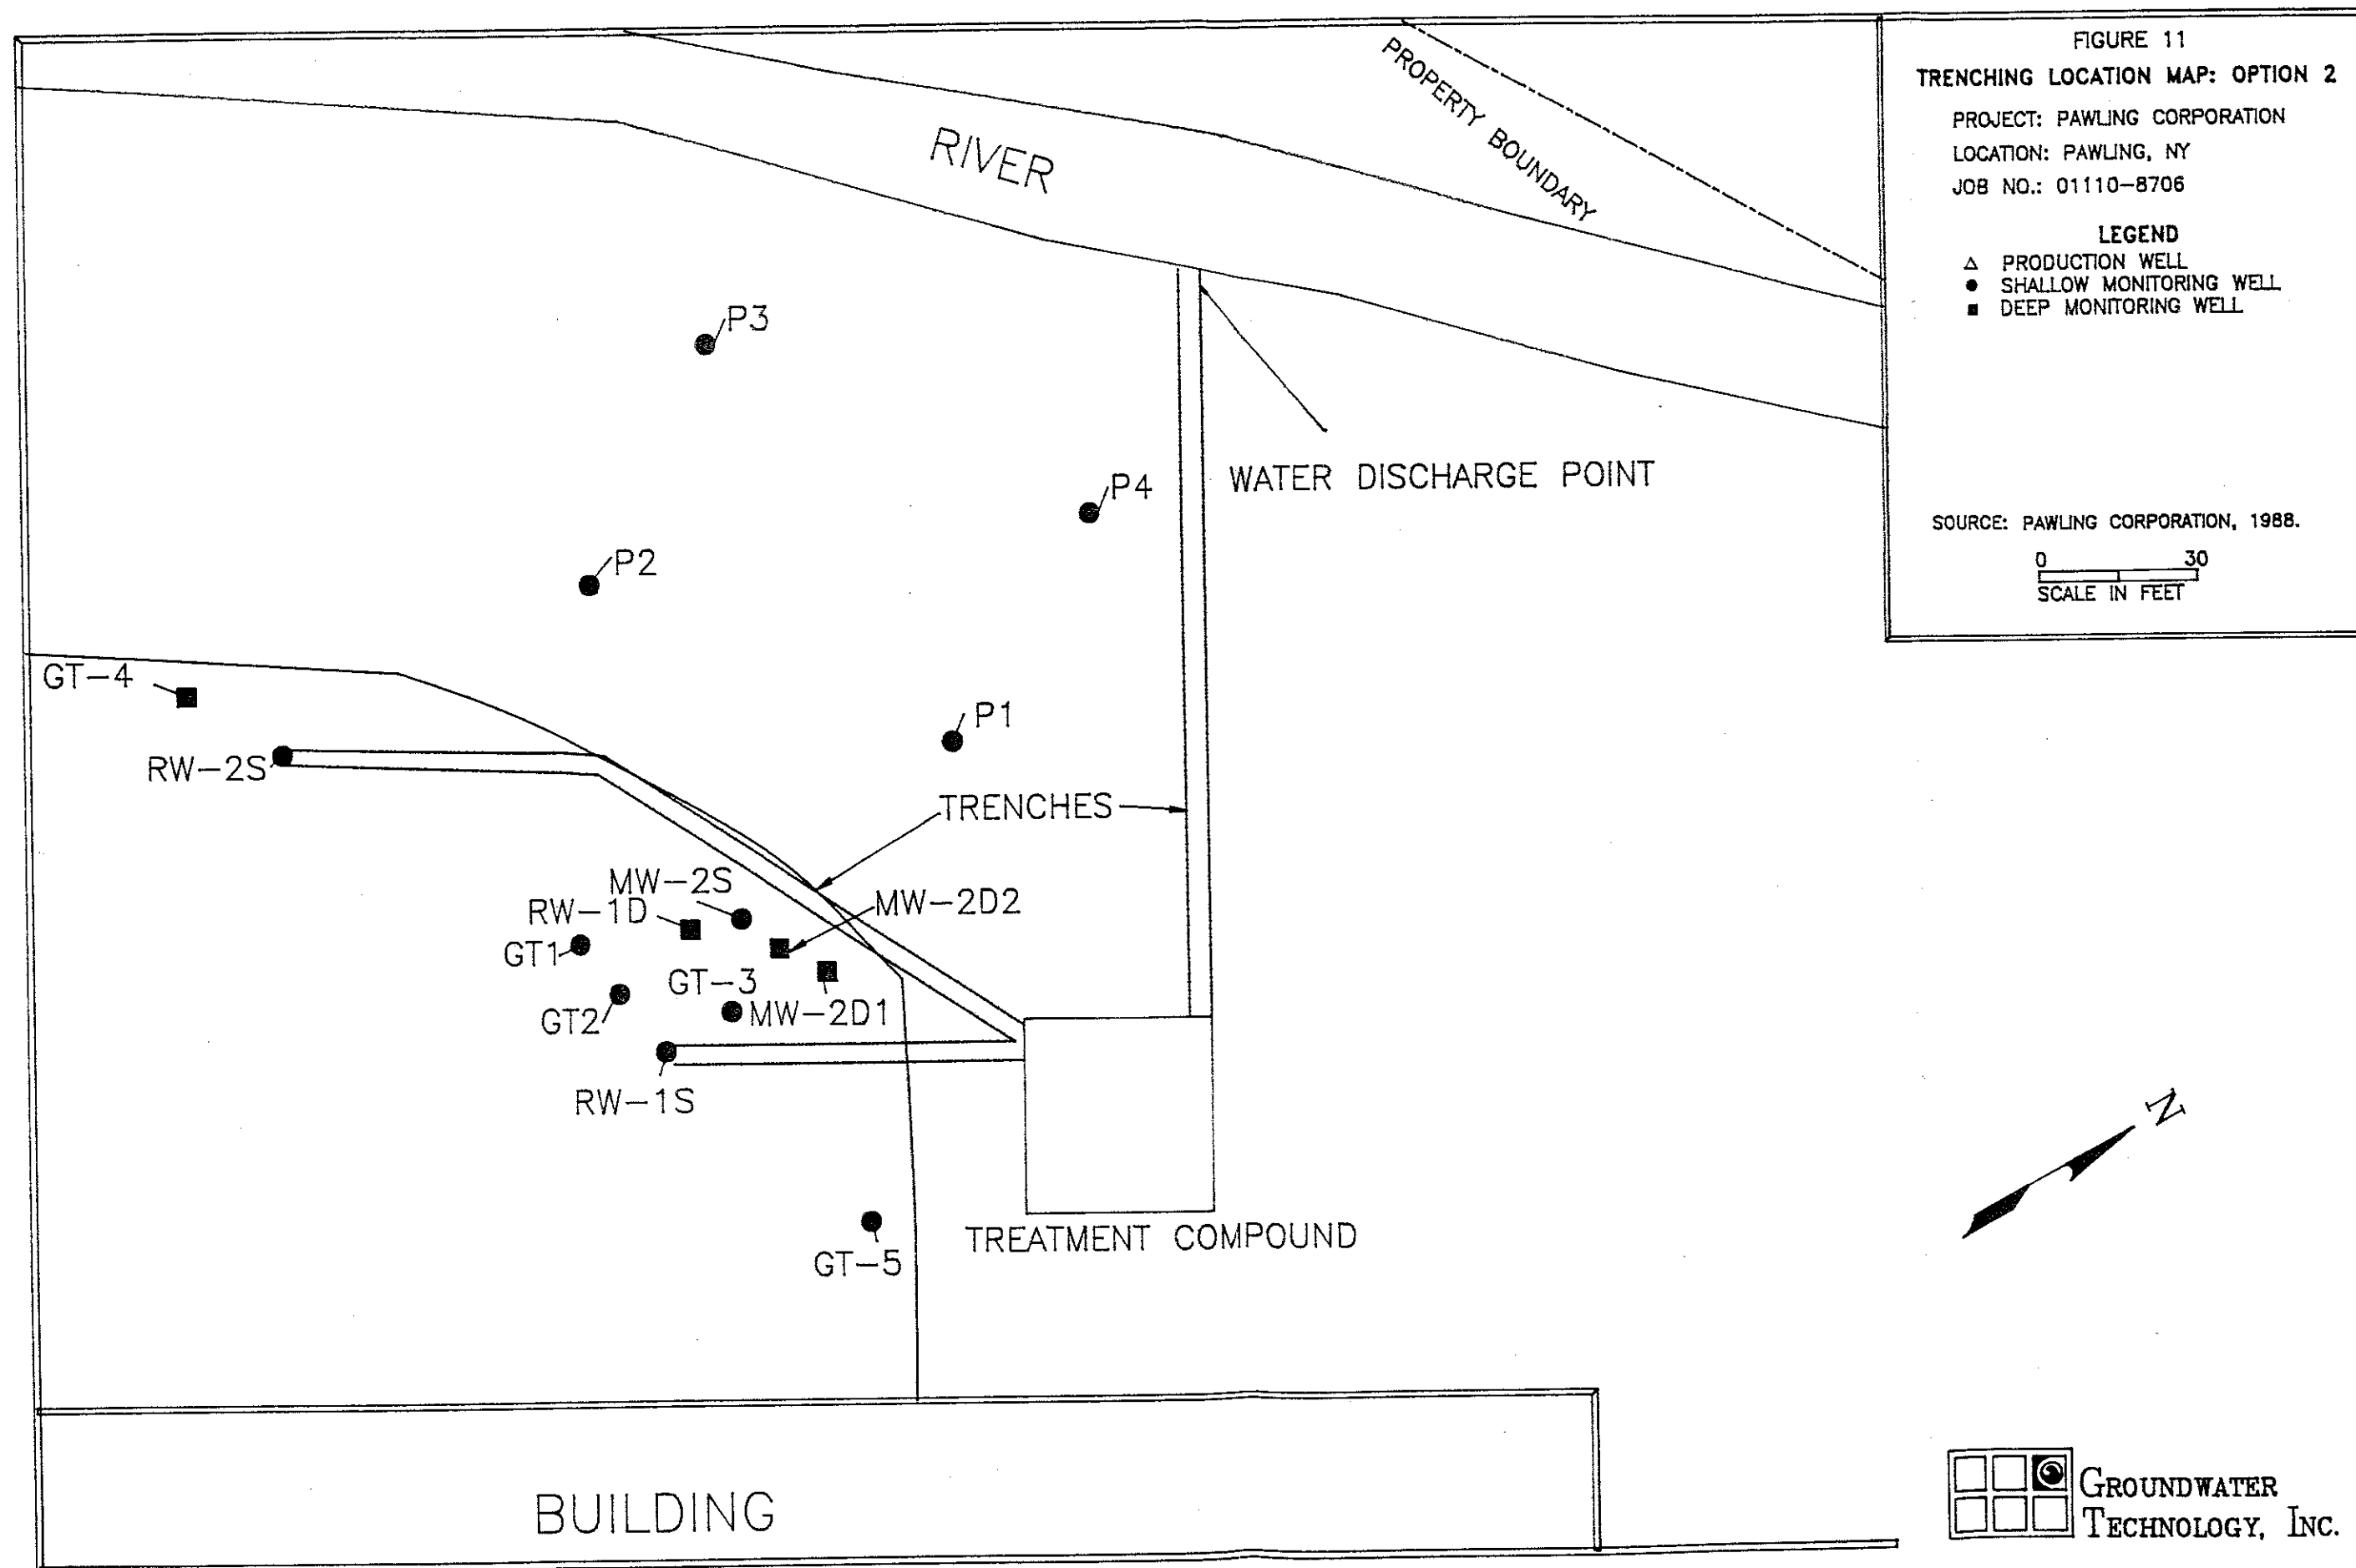 FIGURE 11
TRENCHING LOCATION MAP: OPTION 2
PROJECT: PAWLING CORPORATION
LOCATION: PAWLING, NY
JOB NO.: 01110-8706
LEGEND
△ PRODUCTION WELL
● SHALLOW MONITORING WELL
■ DEEP MONITORING WELL
SOURCE: PAWLING CORPORATION, 1988.
0 30
SCALE IN FEET
PROPERTY BOUNDARY
RIVER
P3
WATER DISCHARGE POINT
P4
P2
GT-4
P1
RW-2S
TRENCHES
MW-2S
MW-2D2
RW-1D
GT1
GT-3
GT2
MW-2D1
RW-1S
N
TREATMENT COMPOUND
GT-5
BUILDING
GROUNDWATER
TECHNOLOGY, INC.